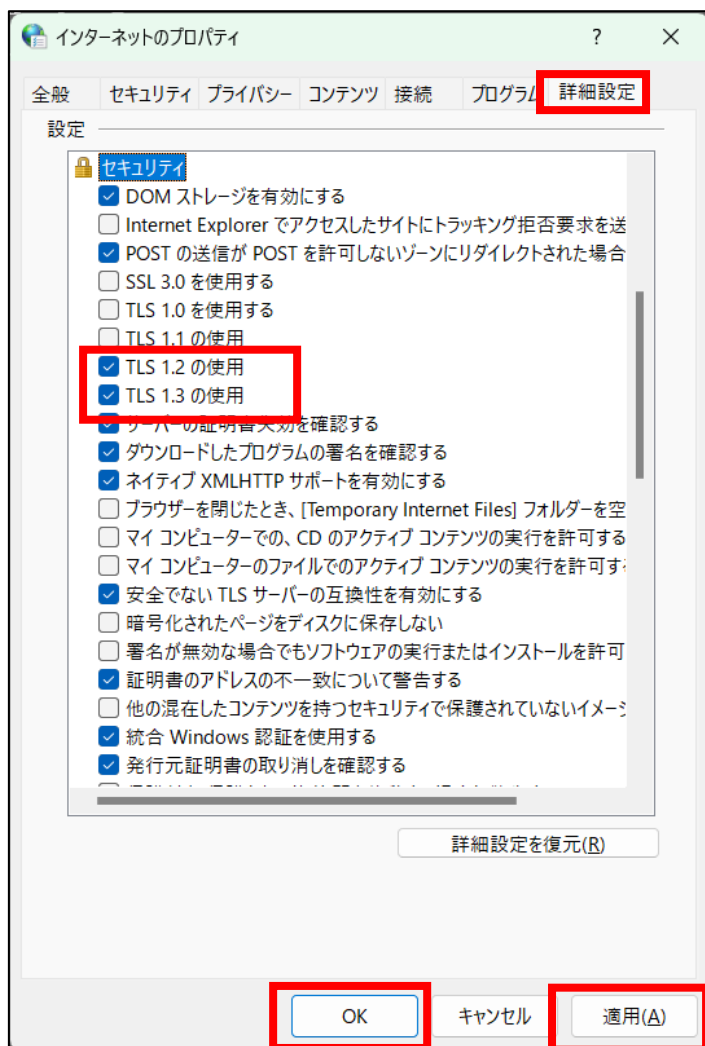 インターネットのプロパティ
?
×
全般 セキュリティ プライバシー コンテンツ 接続 プログラム 詳細設定
設定
セキュリティ
DOM ストレージを有効にする
Internet Explorer でアクセスしたサイトにトラッキング拒否要求を送
POST の送信が POST を許可しないゾーンにリダイレクトされた場合
SSL 3.0 を使用する
TLS 1.0 を使用する
TLS 1.1 の使用
TLS 1.2 の使用
TLS 1.3 の使用
サーバーの証明書失効を確認する
ダウンロードしたプログラムの署名を確認する
ネイティブ XMLHTTP サポートを有効にする
ブラウザーを閉じたとき、[Temporary Internet Files] フォルダーを空
マイ コンピューターでの、CD のアクティブ コンテンツの実行を許可する
マイ コンピューターのファイルでのアクティブ コンテンツの実行を許可す
安全でない TLS サーバーの互換性を有効にする
暗号化されたページをディスクに保存しない
署名が無効な場合でもソフトウェアの実行またはインストールを許可
証明書のアドレスの不一致について警告する
他の混在したコンテンツを持つセキュリティで保護されていないイメージ
統合 Windows 認証を使用する
発行元証明書の取り消しを確認する
詳細設定を復元(R)
OK キャンセル 適用(A)